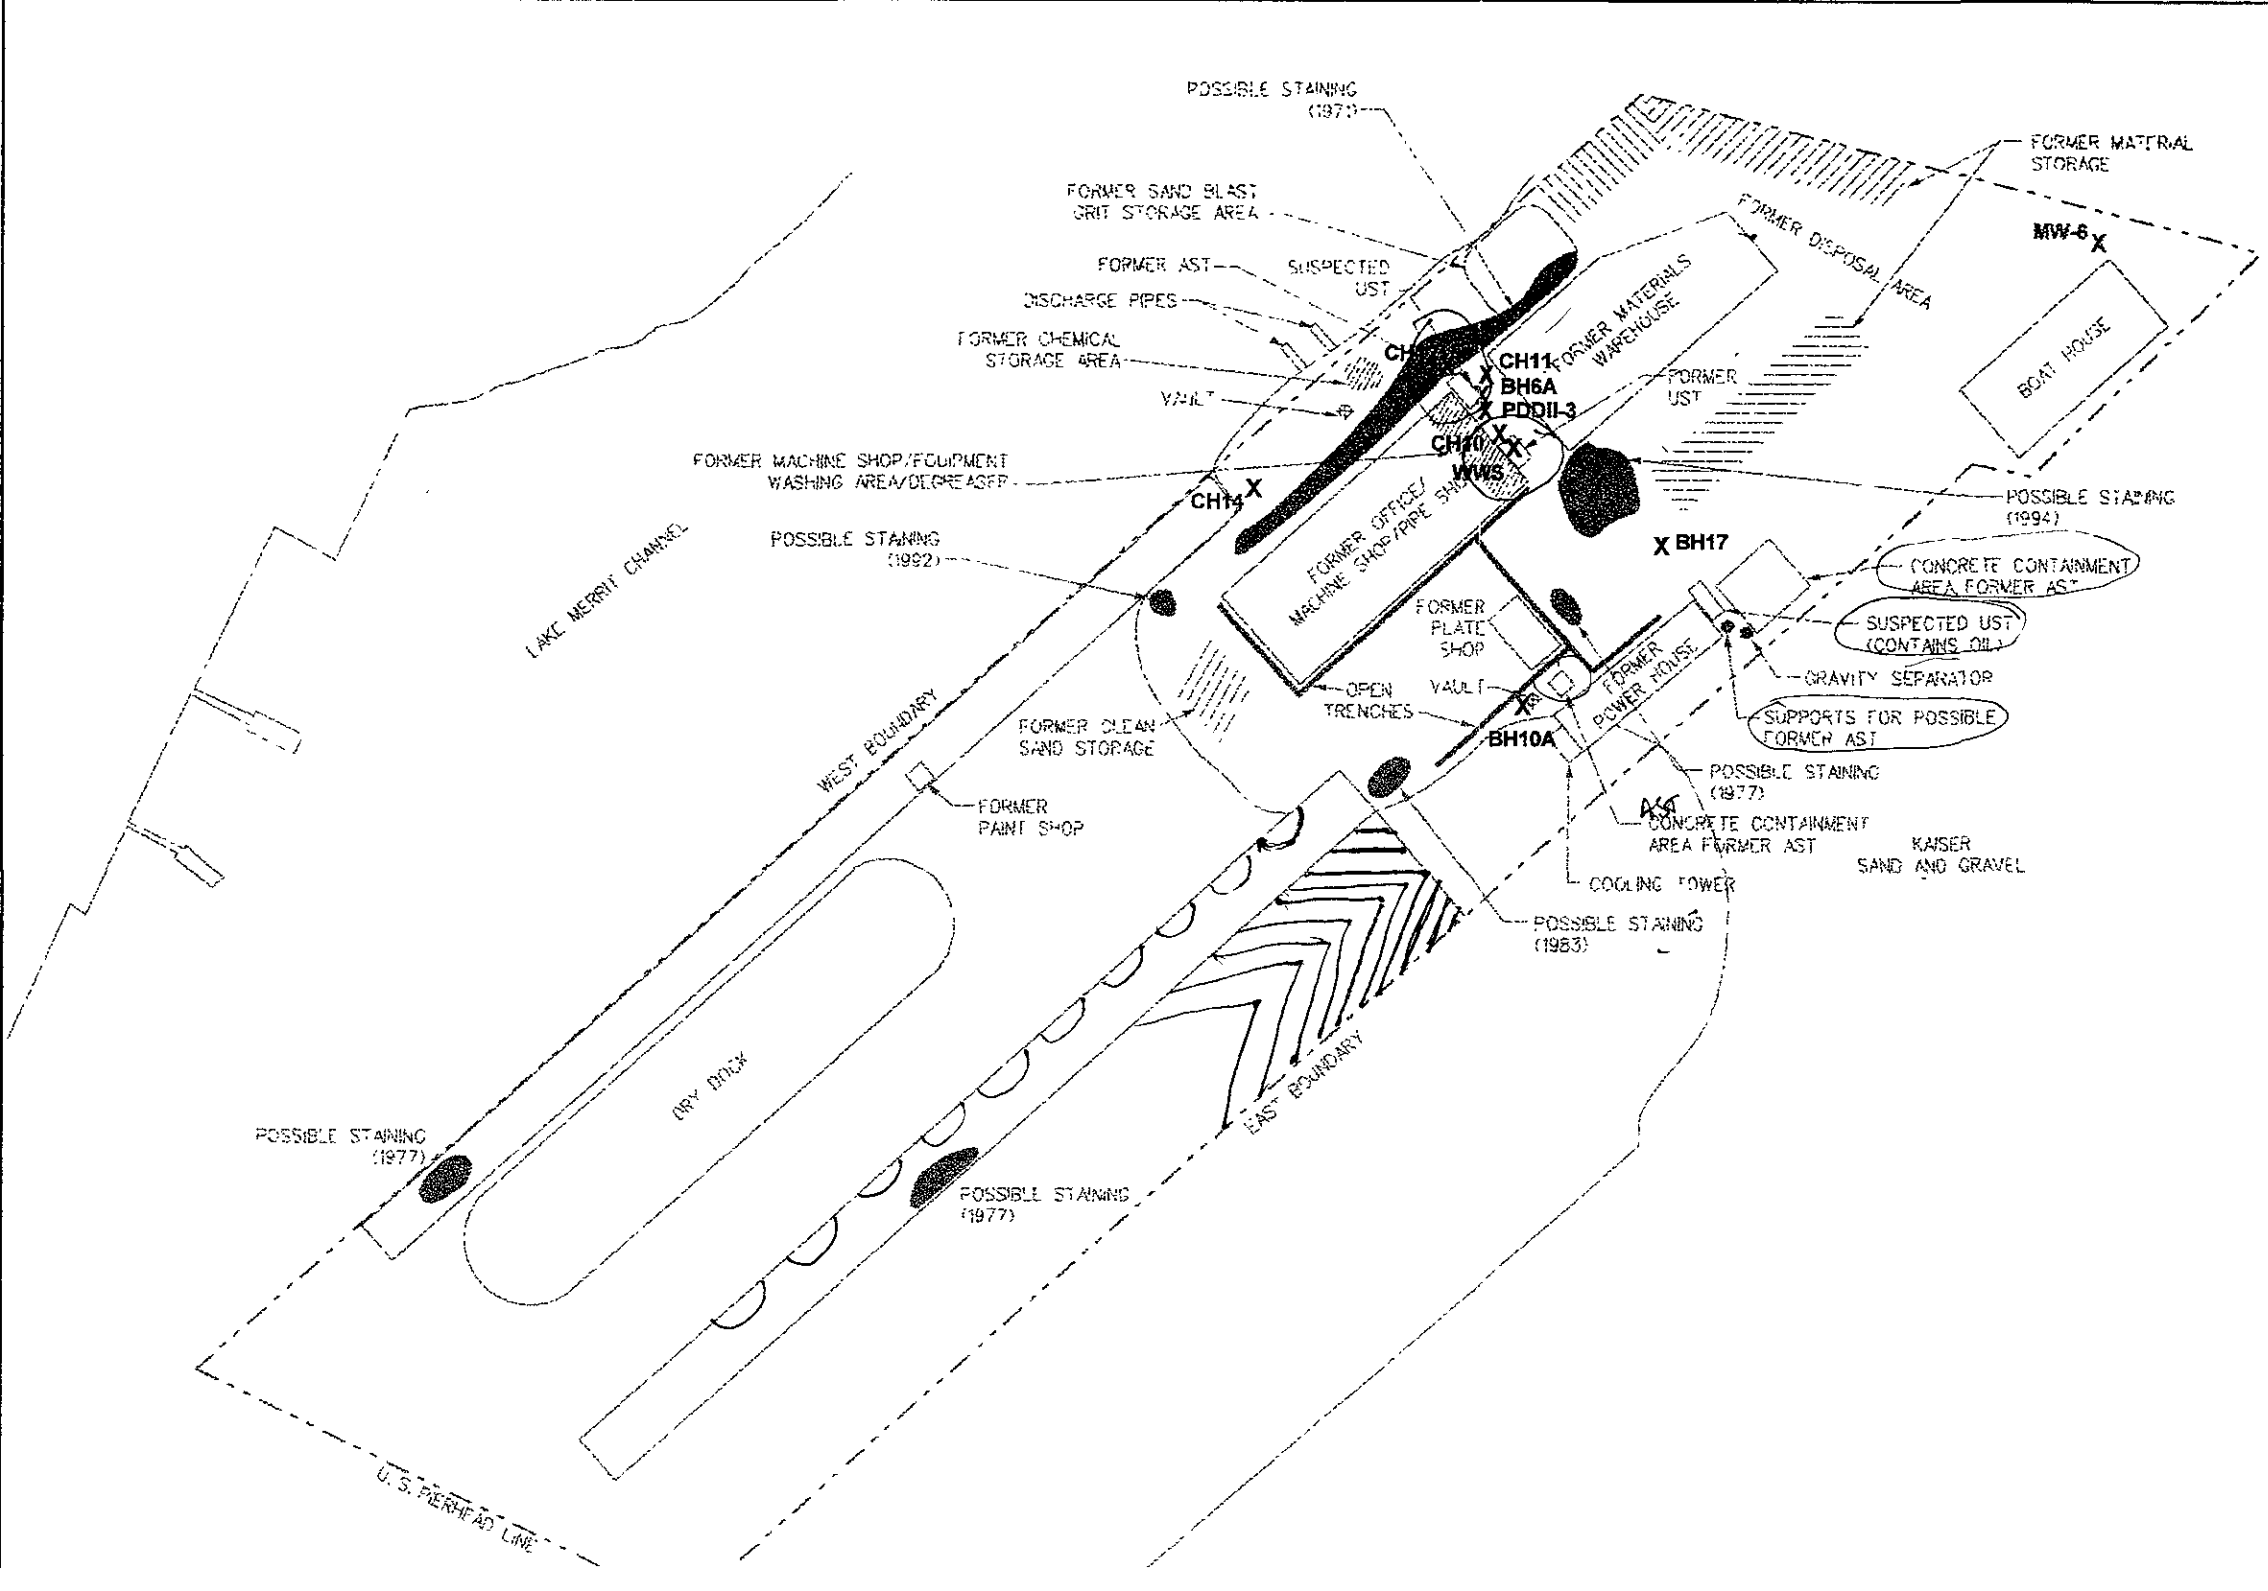 POSSIBLE STAINING
(1971)
FORMER MATERIAL
STORAGE
FORMER SAND BLAST
GRIT STORAGE AREA
FORMER DISPOSAL AREA
MW-6 X
FORMER AST
SUSPECTED
UST
DISCHARGE PIPES
FORMER MATERIALS
WAREHOUSE
BOAT HOUSE
FORMER CHEMICAL
STORAGE AREA
CH11
X
BH6A
X PDDII-3
FORMER
UST
VAULT
CH10 X
X
WWS
FORMER MACHINE SHOP/EQUIPMENT
WASHING AREA/DEGREASER
CH14 X
POSSIBLE STAINING
(1994)
FORMER OFFICE/
MACHINE SHOP/PIPE SHOP
LAKE MERRIT CHANNEL
POSSIBLE STAINING
(1992)
X BH17
CONCRETE CONTAINMENT
AREA FORMER AST
FORMER
PLATE
SHOP
SUSPECTED UST
(CONTAINS OIL)
FORMER
POWER HOUSE
GRAVITY SEPARATOR
OPEN
TRENCHES
VAULT
X
BH10A
SUPPORTS FOR POSSIBLE
FORMER AST
FORMER CLEAN
SAND STORAGE
WEST BOUNDARY
POSSIBLE STAINING
(1977)
FORMER
PAINT SHOP
AST
CONCRETE CONTAINMENT
AREA FORMER AST
KAISER
SAND AND GRAVEL
COOLING TOWER
POSSIBLE STAINING
(1983)
DRY DOCK
EAST BOUNDARY
POSSIBLE STAINING
(1977)
POSSIBLE STAINING
(1977)
U. S. PIERHEAD LINE